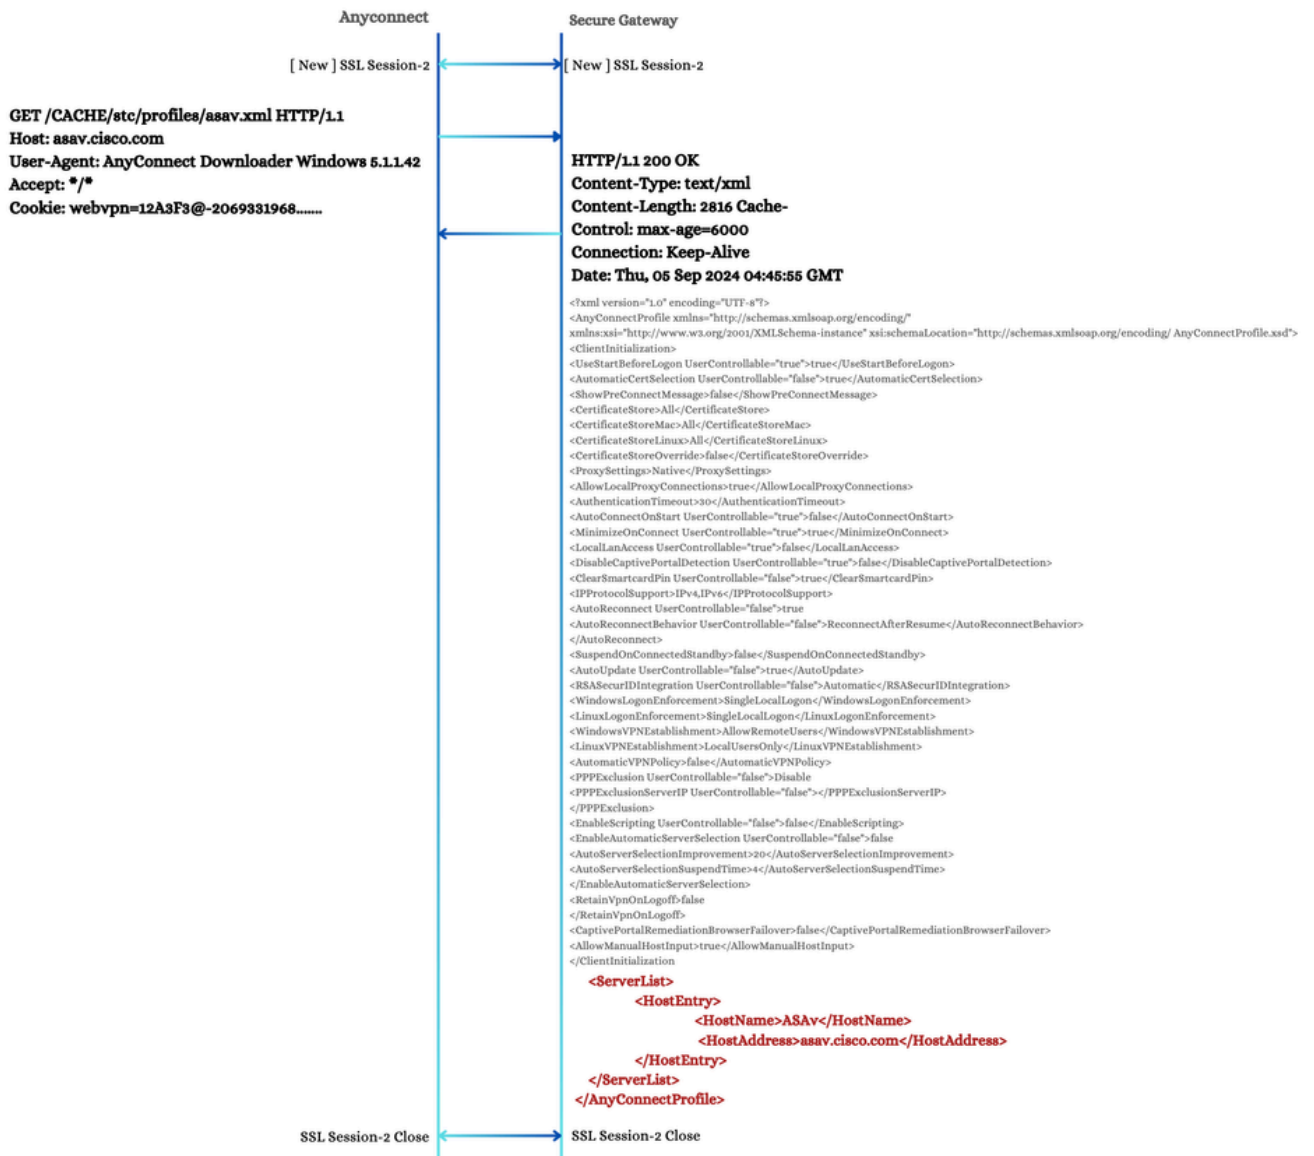 Anyconnect
Secure Gateway
[ New ] SSL Session-2
[ New ] SSL Session-2
GET /CACHE/stc/profiles/asav.xml HTTP/1.1
Host: asav.cisco.com
User-Agent: AnyConnect Downloader Windows 5.1.1.42
Accept: */*
Cookie: webvpn=12A3F3@-2069331968.......
HTTP/1.1 200 OK
Content-Type: text/xml
Content-Length: 2816 Cache-
Control: max-age=6000
Connection: Keep-Alive
Date: Thu, 05 Sep 2024 04:45:55 GMT
<?xml version="1.0" encoding="UTF-8"?>
<AnyConnectProfile xmlns="http://schemas.xmlsoap.org/encoding/"
xmlns:xsi="http://www.w3.org/2001/XMLSchema-instance" xsi:schemaLocation="http://schemas.xmlsoap.org/encoding/ AnyConnectProfile.xsd">
<ClientInitialization>
<UseStartBeforeLogon UserControllable="true">true</UseStartBeforeLogon>
<AutomaticCertSelection UserControllable="false">true</AutomaticCertSelection>
<ShowPreConnectMessage>false</ShowPreConnectMessage>
<CertificateStore>All</CertificateStore>
<CertificateStoreMac>All</CertificateStoreMac>
<CertificateStoreLinux>All</CertificateStoreLinux>
<CertificateStoreOverride>false</CertificateStoreOverride>
<ProxySettings>Native</ProxySettings>
<AllowLocalProxyConnections>true</AllowLocalProxyConnections>
<AuthenticationTimeout>30</AuthenticationTimeout>
<AutoConnectOnStart UserControllable="true">false</AutoConnectOnStart>
<MinimizeOnConnect UserControllable="true">true</MinimizeOnConnect>
<LocalLanAccess UserControllable="true">false</LocalLanAccess>
<DisableCaptivePortalDetection UserControllable="true">false</DisableCaptivePortalDetection>
<ClearSmartcardPin UserControllable="false">true</ClearSmartcardPin>
<IPProtocolSupport>IPv4,IPv6</IPProtocolSupport>
<AutoReconnect UserControllable="false">true
<AutoReconnectBehavior UserControllable="false">ReconnectAfterResume</AutoReconnectBehavior>
</AutoReconnect>
<SuspendOnConnectedStandby>false</SuspendOnConnectedStandby>
<AutoUpdate UserControllable="false">true</AutoUpdate>
<RSASecurIDIntegration UserControllable="false">Automatic</RSASecurIDIntegration>
<WindowsLogonEnforcement>SingleLocalLogon</WindowsLogonEnforcement>
<LinuxLogonEnforcement>SingleLocalLogon</LinuxLogonEnforcement>
<WindowsVPNEstablishment>AllowRemoteUsers</WindowsVPNEstablishment>
<LinuxVPNEstablishment>LocalUsersOnly</LinuxVPNEstablishment>
<AutomaticVPNPolicy>false</AutomaticVPNPolicy>
<PPPExclusion UserControllable="false">Disable
<PPPExclusionServerIP UserControllable="false"></PPPExclusionServerIP>
</PPPExclusion>
<EnableScripting UserControllable="false">false</EnableScripting>
<EnableAutomaticServerSelection UserControllable="false">false
<AutoServerSelectionImprovement>20</AutoServerSelectionImprovement>
<AutoServerSelectionSuspendTime>4</AutoServerSelectionSuspendTime>
</EnableAutomaticServerSelection>
<RetainVpnOnLogoff>false
</RetainVpnOnLogoff>
<CaptivePortalRemediationBrowserFailover>false</CaptivePortalRemediationBrowserFailover>
<AllowManualHostInput>true</AllowManualHostInput>
</ClientInitialization
<ServerList>
<HostEntry>
<HostName>ASAv</HostName>
<HostAddress>asav.cisco.com</HostAddress>
</HostEntry>
</ServerList>
</AnyConnectProfile>
SSL Session-2 Close
SSL Session-2 Close